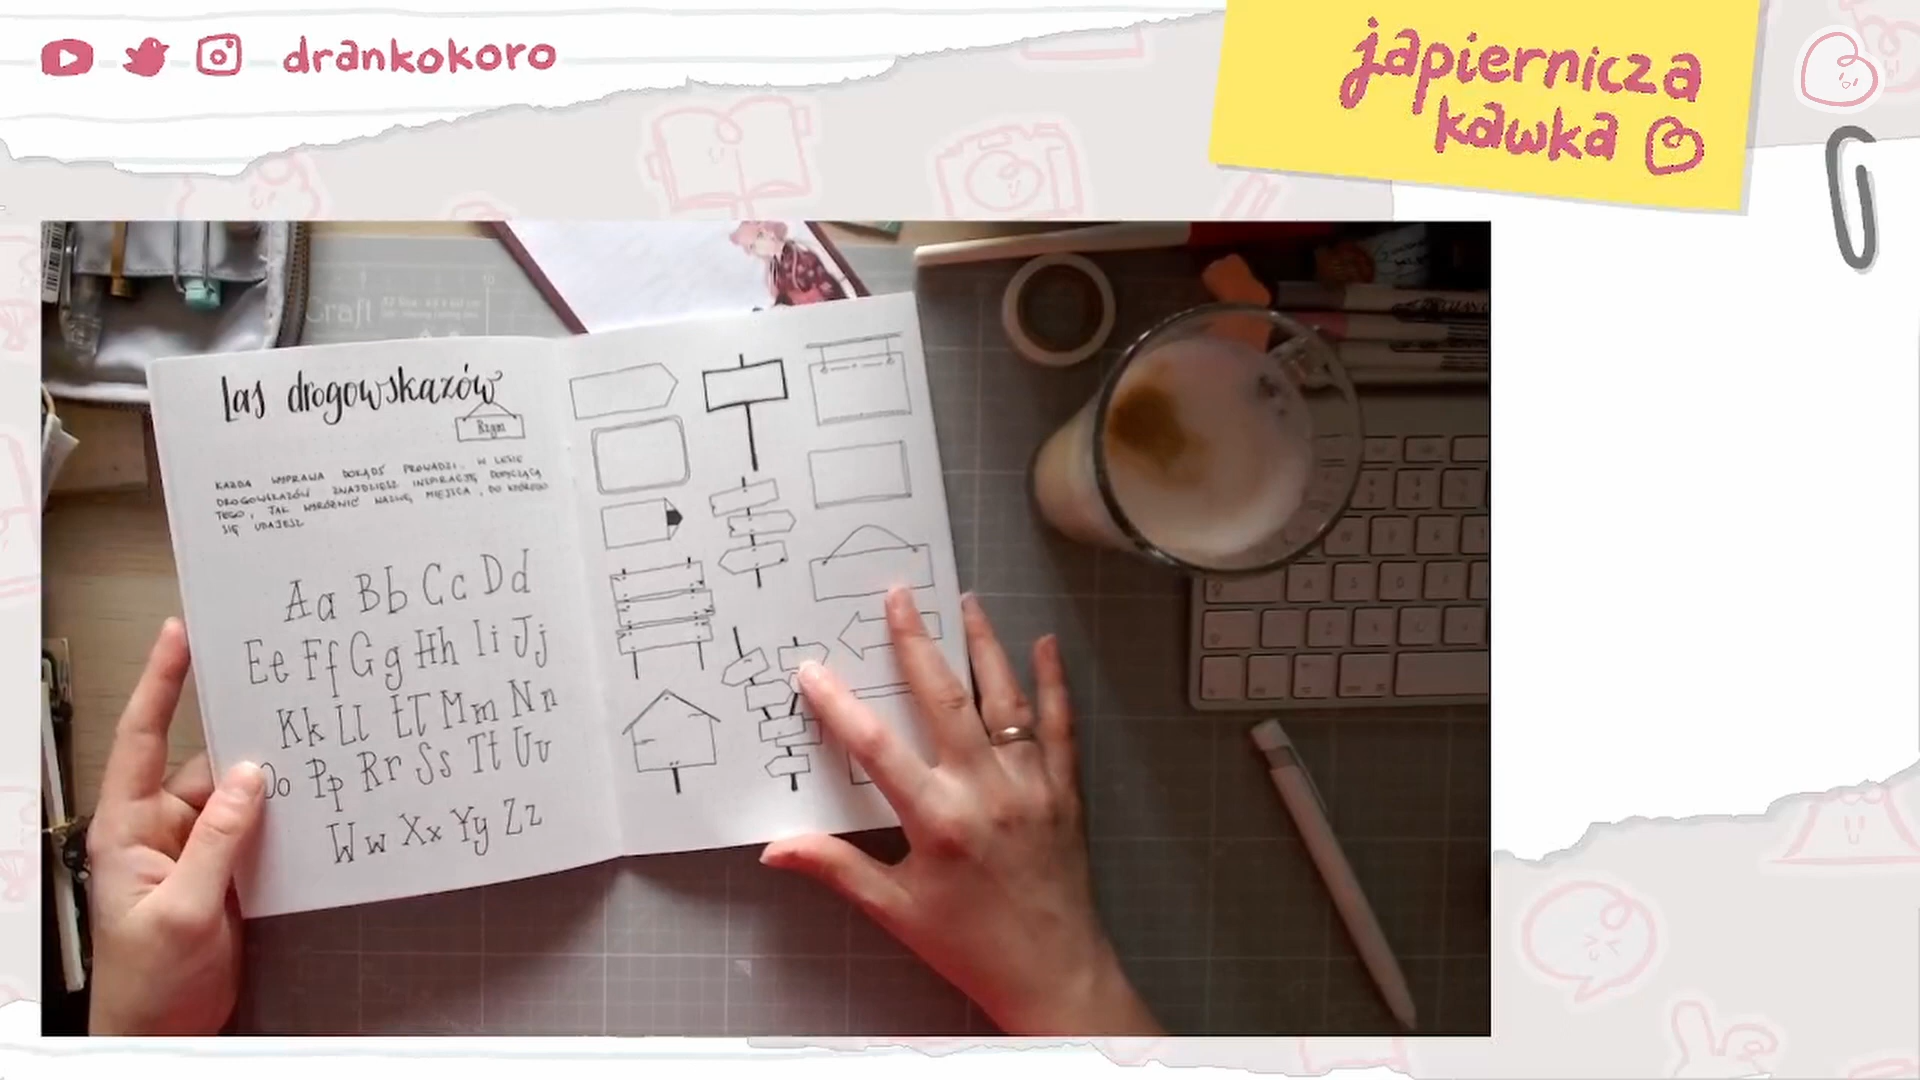 drankokoro
japiernicza
kawka
Craft
Las drogowskazów
Rzym
KAŻDA WYPRAWA DOKĄDŚ PROWADZI. W LESIE
DROGOWSKAZÓW ZNAJDZIESZ INSPIRACJĘ DOTYCZĄCĄ
TEGO, JAK WYRÓŻNIĆ NAZWĘ MIEJSCA, DO KTÓREGO
SIĘ UDAJESZ
Aa Bb Cc Dd
Ee Ff Gg Hh Ii Jj
Kk Ll Łł Mm Nn
Oo Pp Rr Ss Tt Uu
Ww Xx Yy Zz